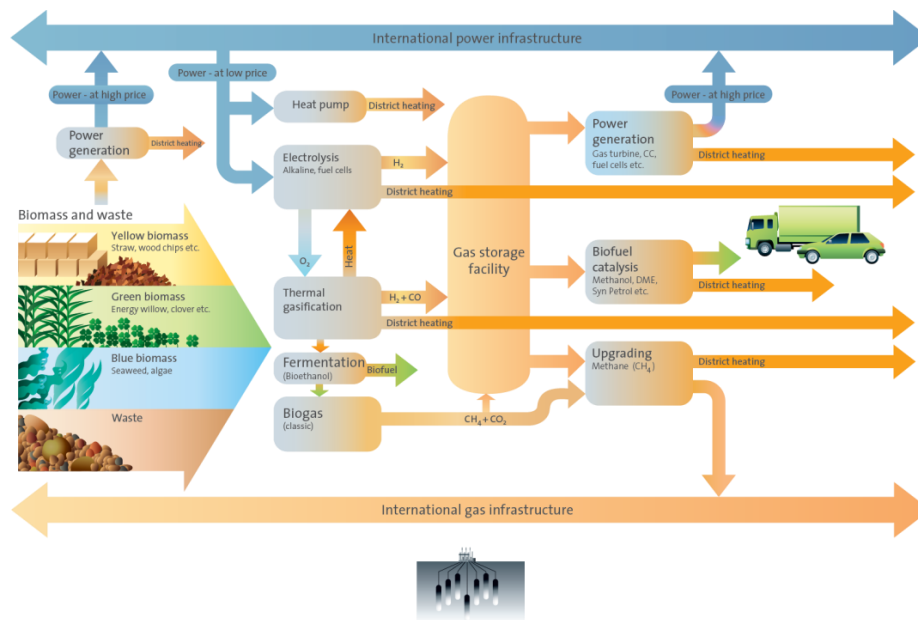 International power infrastructure
Power - at high price
Power - at low price
Power - at high price
Power
generation
District heating
Heat pump
District heating
Electrolysis
Alkaline, fuel cells
H₂
District heating
O₂
Heat
Thermal
gasification
H₂ + CO
District heating
Fermentation
(Bioethanol)
Biofuel
Biogas
(classic)
CH₄ + CO₂
Gas storage
facility
Power
generation
Gas turbine, CC,
fuel cells etc.
District heating
Biofuel
catalysis
Methanol, DME,
Syn Petrol etc.
District heating
Upgrading
Methane (CH₄)
District heating
Biomass and waste
Yellow biomass
Straw, wood chips etc.
Green biomass
Energy willow, clover etc.
Blue biomass
Seaweed, algae
Waste
International gas infrastructure